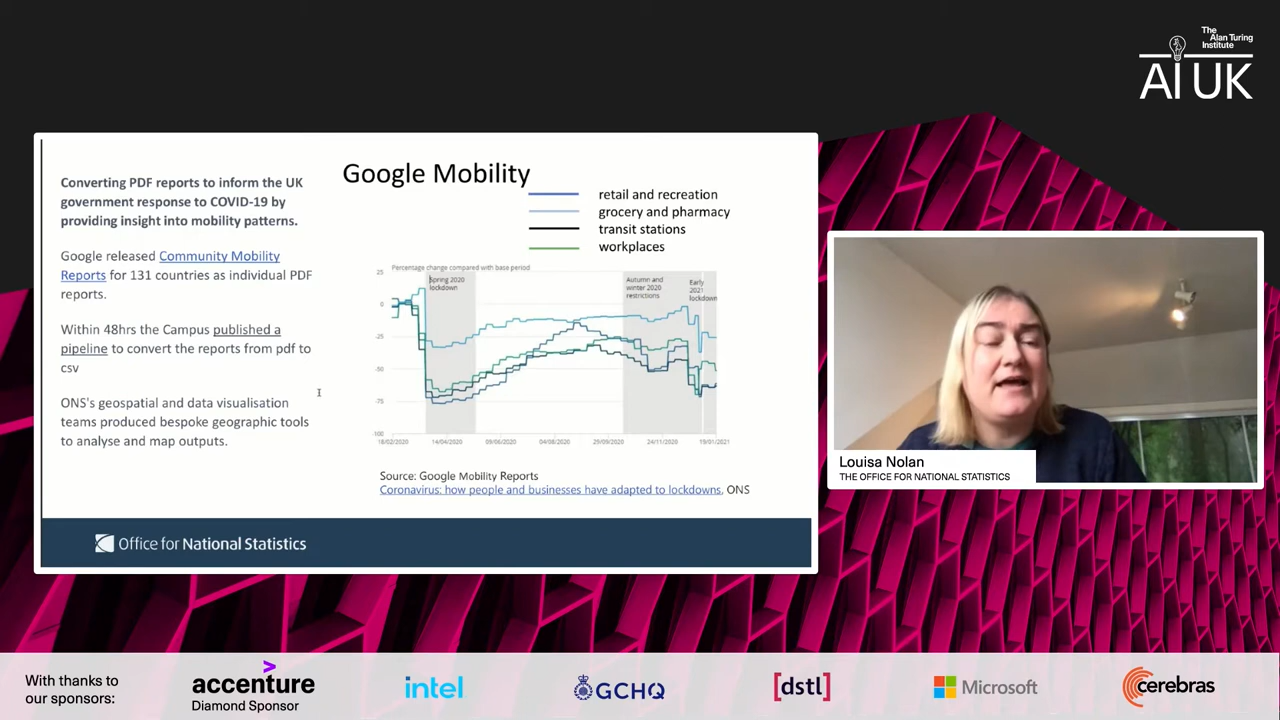 The
Alan Turing
Institute
AI UK
Converting PDF reports to inform the UK
government response to COVID-19 by
providing insight into mobility patterns.
Google released Community Mobility
Reports for 131 countries as individual PDF
reports.
Within 48hrs the Campus published a
pipeline to convert the reports from pdf to
csv
ONS's geospatial and data visualisation
teams produced bespoke geographic tools
to analyse and map outputs.
Google Mobility
retail and recreation
grocery and pharmacy
transit stations
workplaces
Percentage change compared with base period
25
0
-25
-50
-75
-100
Spring 2020
lockdown
Autumn and
winter 2020
restrictions
Early
2021
lockdown
18/02/2020 14/04/2020 09/06/2020 04/08/2020 29/09/2020 24/11/2020 19/01/2021
Source: Google Mobility Reports
Coronavirus: how people and businesses have adapted to lockdowns, ONS
Office for National Statistics
Louisa Nolan
THE OFFICE FOR NATIONAL STATISTICS
With thanks to
our sponsors:
accenture
Diamond Sponsor
intel
GCHQ
[dstl]
Microsoft
cerebras